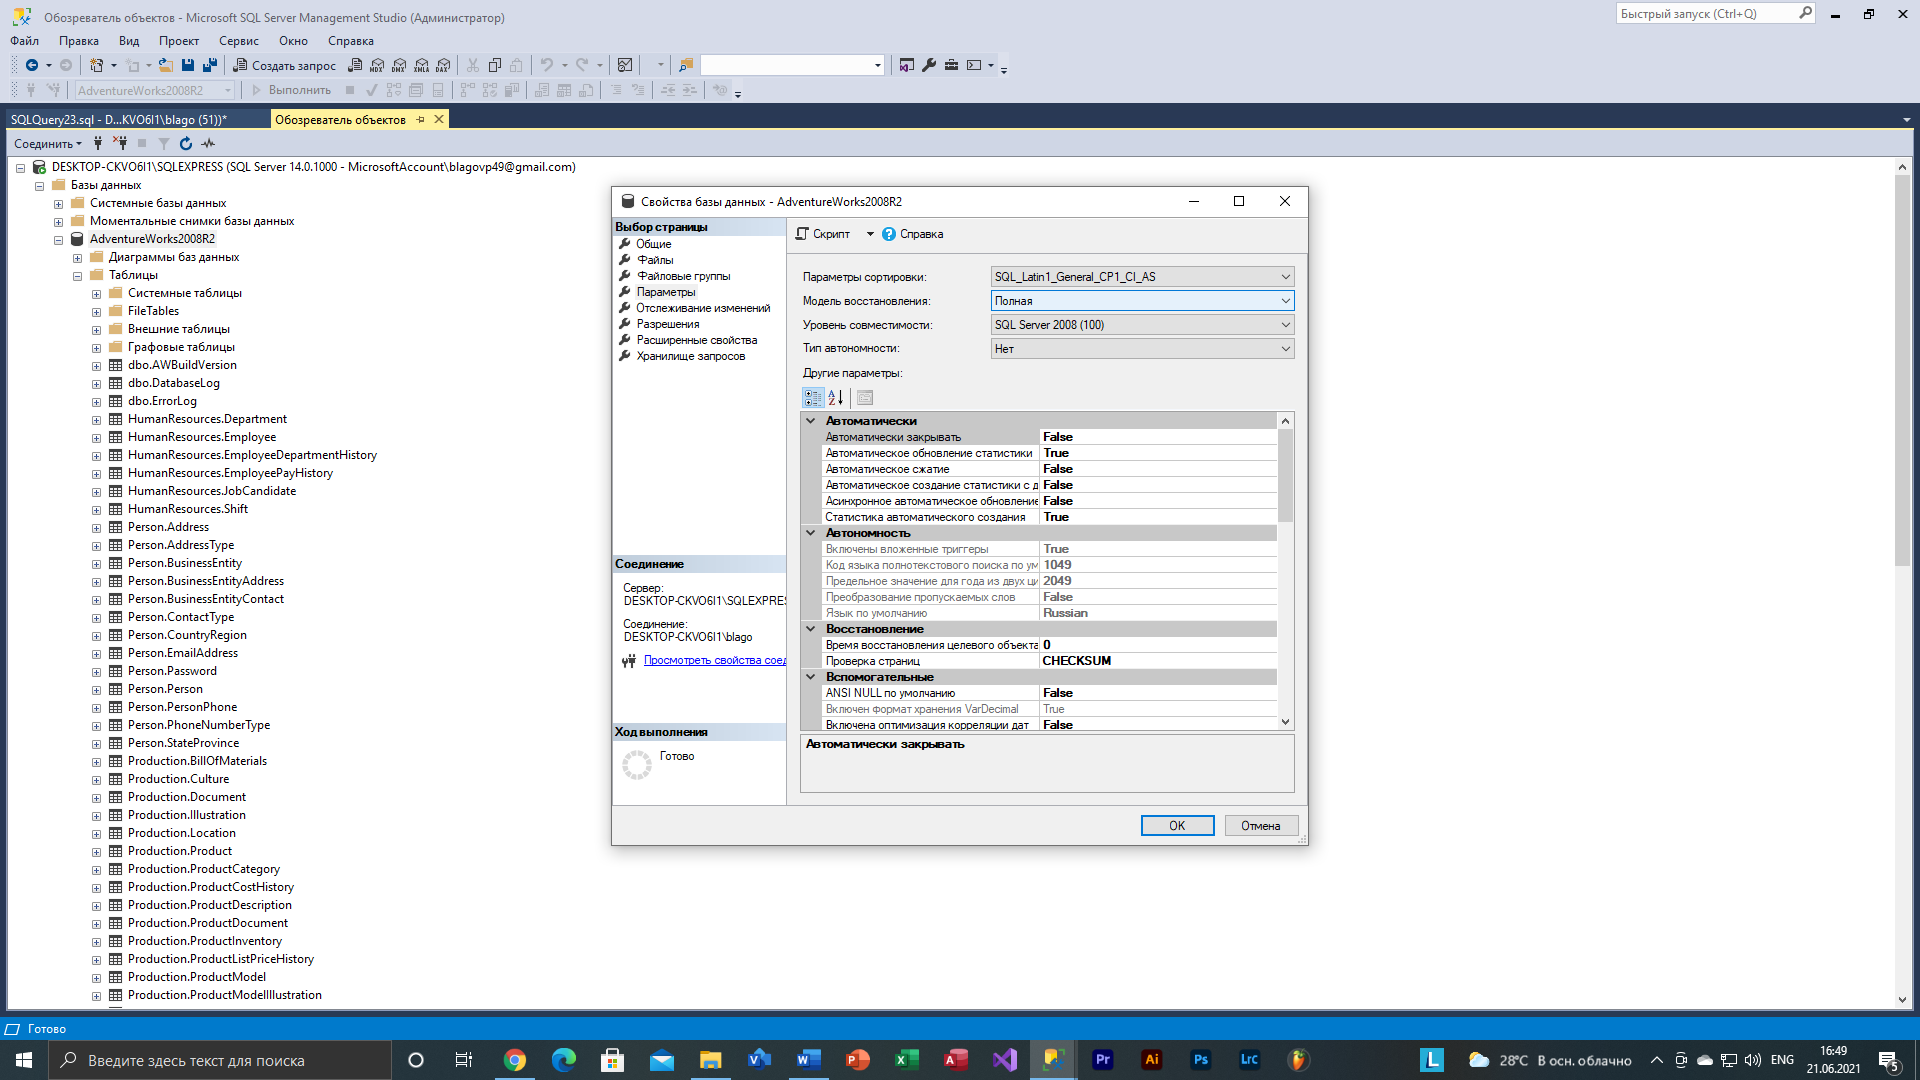 Обозреватель объектов - Microsoft SQL Server Management Studio (Администратор)
Быстрый запуск (Ctrl+Q)
Файл Правка Вид Проект Сервис Окно Справка
Создать запрос MDX DMX XMLA DAX
AdventureWorks2008R2 Выполнить
SQLQuery23.sql - D...KVO6I1\blago (51))*
Обозреватель объектов
Соединить
DESKTOP-CKVO6I1\SQLEXPRESS (SQL Server 14.0.1000 - MicrosoftAccount\blagovp49@gmail.com)
Базы данных
Системные базы данных
Моментальные снимки базы данных
AdventureWorks2008R2
Диаграммы баз данных
Таблицы
Системные таблицы
FileTables
Внешние таблицы
Графовые таблицы
dbo.AWBuildVersion
dbo.DatabaseLog
dbo.ErrorLog
HumanResources.Department
HumanResources.Employee
HumanResources.EmployeeDepartmentHistory
HumanResources.EmployeePayHistory
HumanResources.JobCandidate
HumanResources.Shift
Person.Address
Person.AddressType
Person.BusinessEntity
Person.BusinessEntityAddress
Person.BusinessEntityContact
Person.ContactType
Person.CountryRegion
Person.EmailAddress
Person.Password
Person.Person
Person.PersonPhone
Person.PhoneNumberType
Person.StateProvince
Production.BillOfMaterials
Production.Culture
Production.Document
Production.Illustration
Production.Location
Production.Product
Production.ProductCategory
Production.ProductCostHistory
Production.ProductDescription
Production.ProductDocument
Production.ProductInventory
Production.ProductListPriceHistory
Production.ProductModel
Production.ProductModelIllustration
Свойства базы данных - AdventureWorks2008R2
Выбор страницы
Общие
Файлы
Файловые группы
Параметры
Отслеживание изменений
Разрешения
Расширенные свойства
Хранилище запросов
Соединение
Сервер:
DESKTOP-CKVO6I1\SQLEXPRES
Соединение:
DESKTOP-CKVO6I1\blago
Просмотреть свойства соед
Ход выполнения
Готово
Скрипт Справка
Параметры сортировки: SQL_Latin1_General_CP1_CI_AS
Модель восстановления: Полная
Уровень совместимости: SQL Server 2008 (100)
Тип автономности: Нет
Другие параметры:
Автоматически
Автоматически закрывать False
Автоматическое обновление статистики True
Автоматическое сжатие False
Автоматическое создание статистики с д False
Асинхронное автоматическое обновление False
Статистика автоматического создания True
Автономность
Включены вложенные триггеры True
Код языка полнотекстового поиска по ум 1049
Предельное значение для года из двух ци 2049
Преобразование пропускаемых слов False
Язык по умолчанию Russian
Восстановление
Время восстановления целевого объекта 0
Проверка страниц CHECKSUM
Вспомогательные
ANSI NULL по умолчанию False
Включен формат хранения VarDecimal True
Включена оптимизация корреляции дат False
Автоматически закрывать
OK Отмена
Готово
Введите здесь текст для поиска
Pr Ai Ps Lrc
L 28°C В осн. облачно ENG
16:49
21.06.2021
5